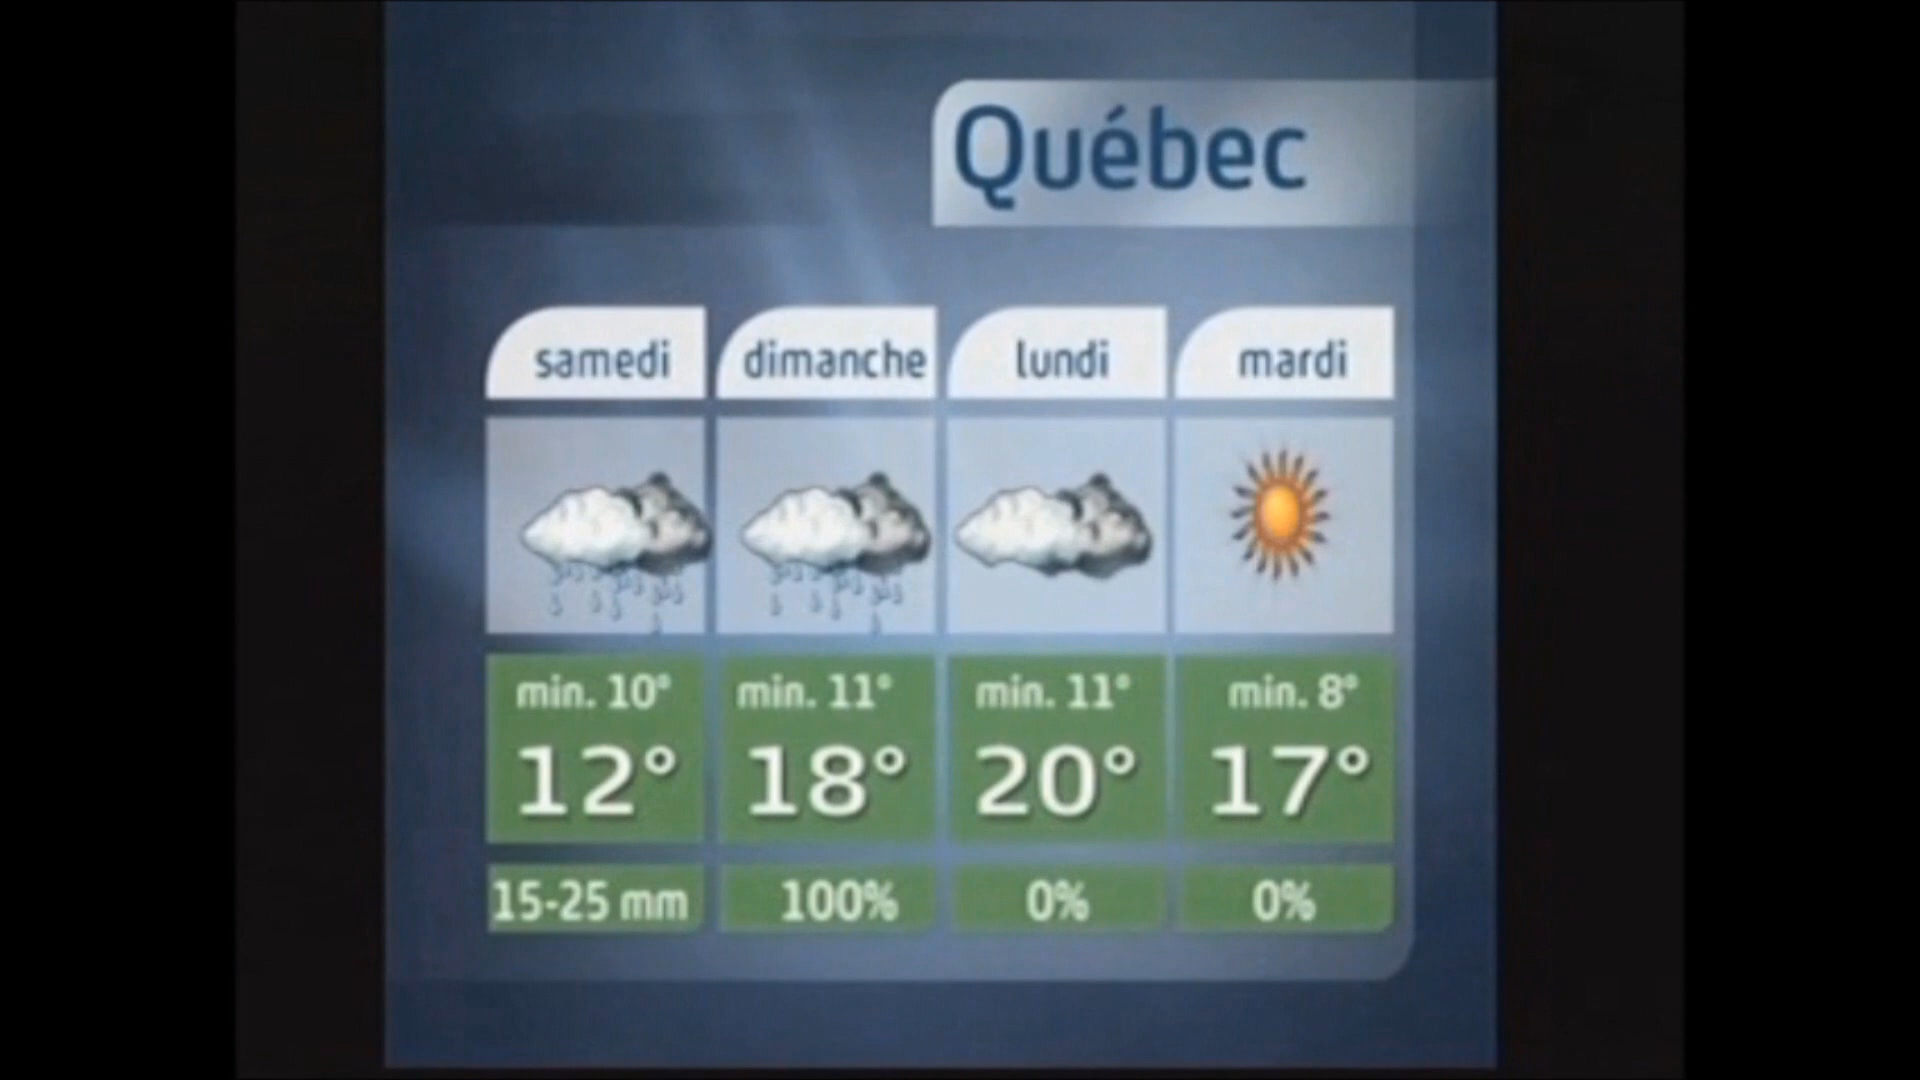 Québec
samedi dimanche lundi mardi
min. 10° min. 11° min. 11° min. 8°
12° 18° 20° 17°
15-25 mm 100% 0% 0%